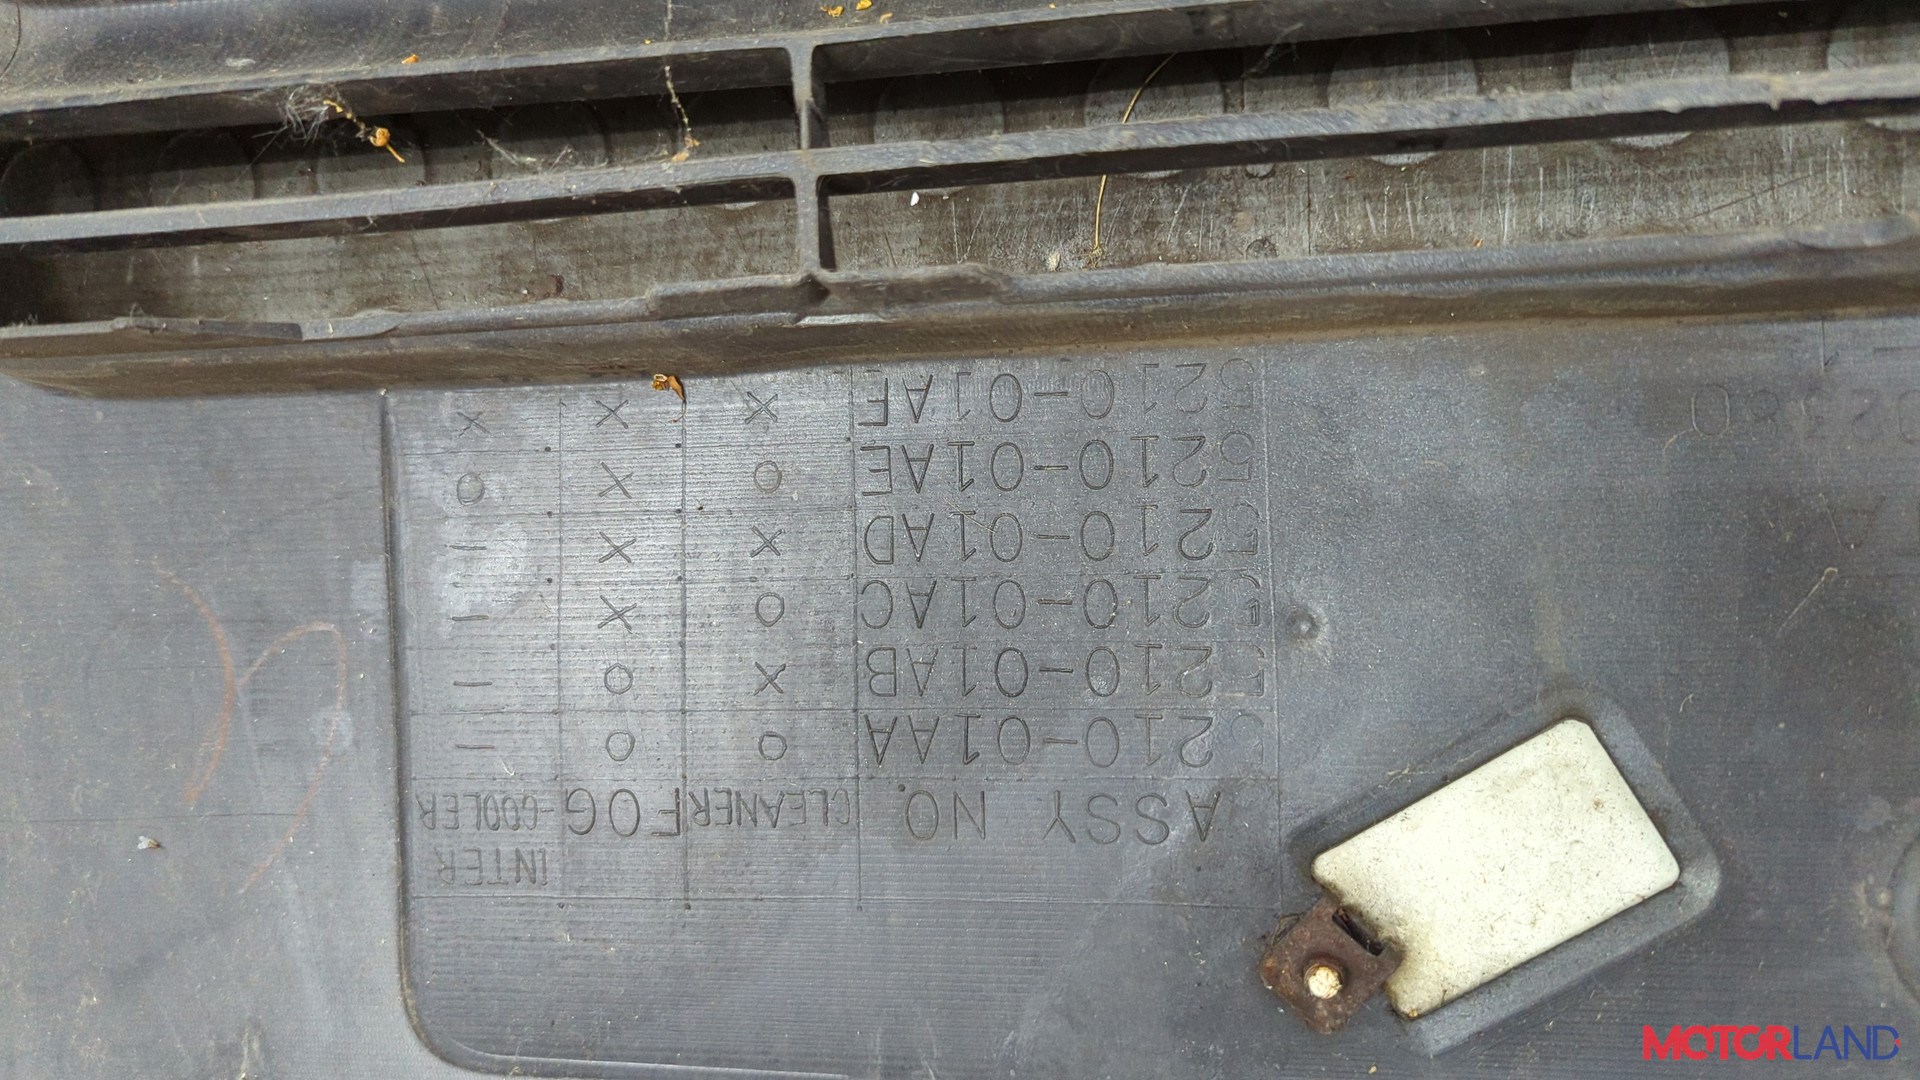 INTER
ASSY NO. CLEANER FOG -COOLER
5210-01AA O O –
5210-01AB X O –
5210-01AC O X –
5210-01AD X X –
5210-01AE O X O
5210-01AF X X X
MOTORLAND